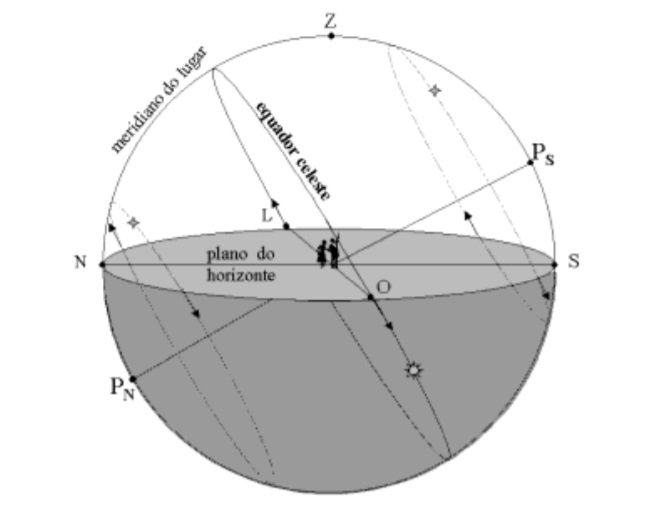 Z
meridiano do lugar
equador celeste
PS
L
plano do
horizonte
N
S
O
PN